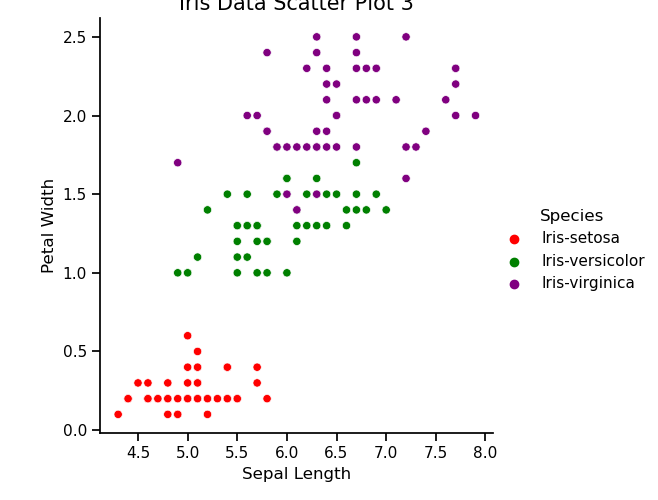 Iris Data Scatter Plot 3
2.5
2.0
1.5
1.0
0.5
0.0
Petal Width
4.5 5.0 5.5 6.0 6.5 7.0 7.5 8.0
Sepal Length
Species
Iris-setosa
Iris-versicolor
Iris-virginica